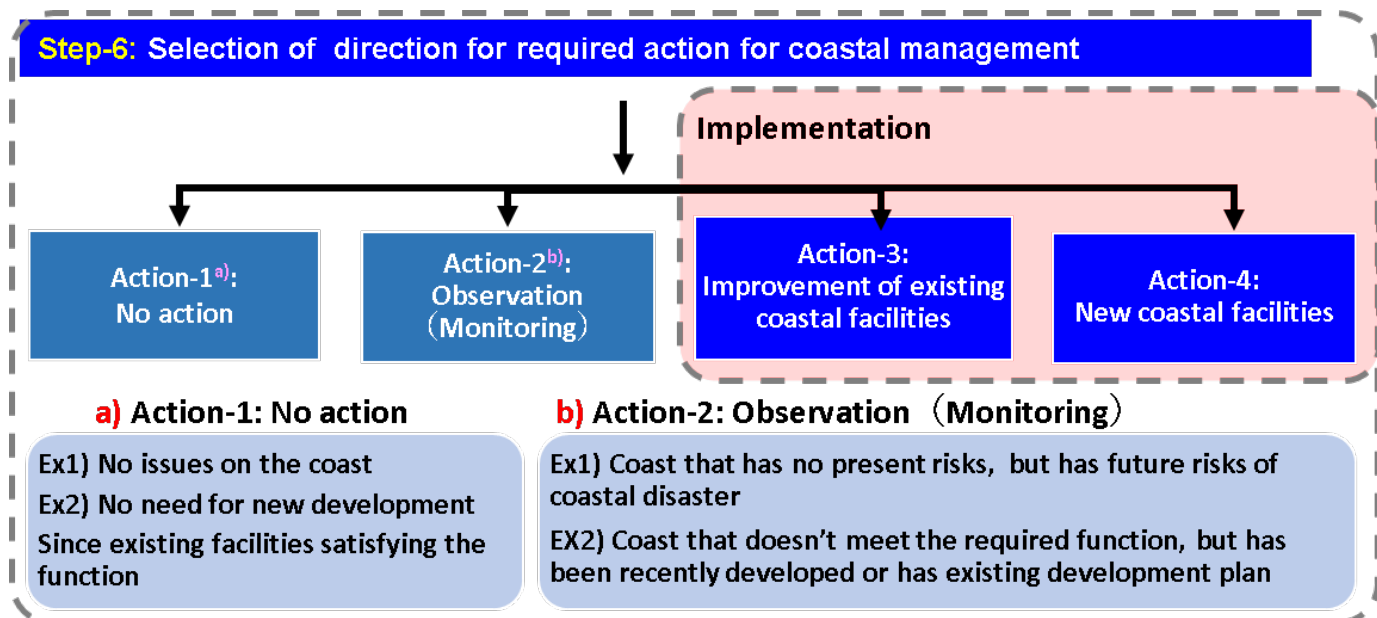 Step-6: Selection of direction for required action for coastal management
Implementation
Action-1a):
No action
Action-2b):
Observation
（Monitoring）
Action-3:
Improvement of existing
coastal facilities
Action-4:
New coastal facilities
a) Action-1: No action
Ex1) No issues on the coast
Ex2) No need for new development
Since existing facilities satisfying the
function
b) Action-2: Observation（Monitoring）
Ex1) Coast that has no present risks, but has future risks of
coastal disaster
EX2) Coast that doesn’t meet the required function, but has
been recently developed or has existing development plan